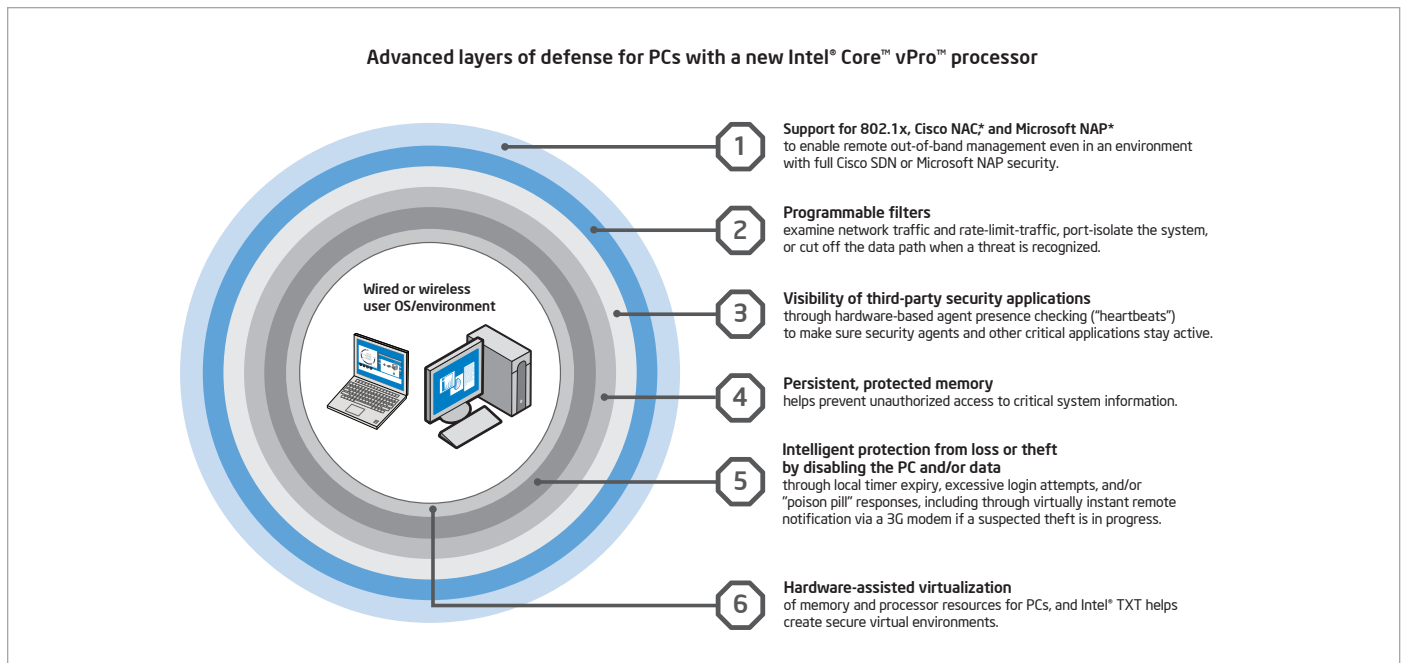 Advanced layers of defense for PCs with a new Intel® Core™ vPro™ processor
Wired or wireless
user OS/environment
1
Support for 802.1x, Cisco NAC,* and Microsoft NAP*
to enable remote out-of-band management even in an environment
with full Cisco SDN or Microsoft NAP security.
2
Programmable filters
examine network traffic and rate-limit-traffic, port-isolate the system,
or cut off the data path when a threat is recognized.
3
Visibility of third-party security applications
through hardware-based agent presence checking ("heartbeats")
to make sure security agents and other critical applications stay active.
4
Persistent, protected memory
helps prevent unauthorized access to critical system information.
5
Intelligent protection from loss or theft
by disabling the PC and/or data
through local timer expiry, excessive login attempts, and/or
"poison pill" responses, including through virtually instant remote
notification via a 3G modem if a suspected theft is in progress.
6
Hardware-assisted virtualization
of memory and processor resources for PCs, and Intel® TXT helps
create secure virtual environments.